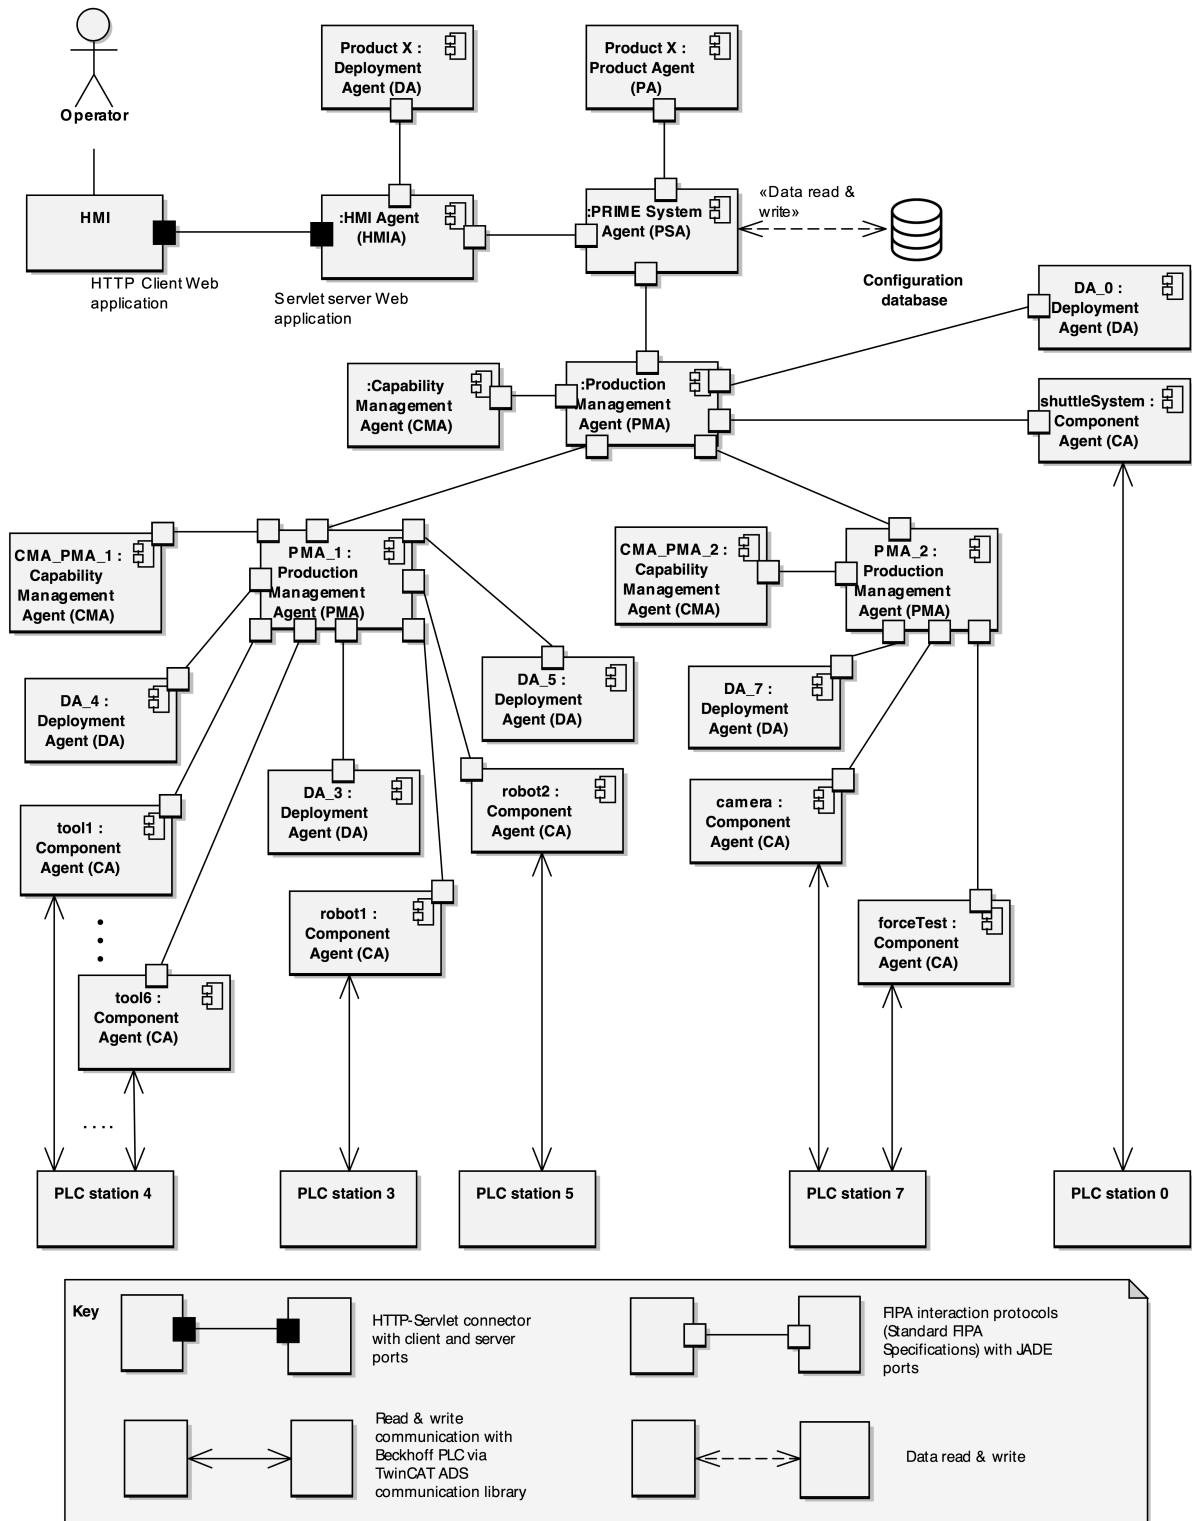 Operator
Product X :
Deployment
Agent (DA)
Product X :
Product Agent
(PA)
HMI
:HMI Agent
(HMIA)
:PRIME System
Agent (PSA)
«Data read &
write»
Configuration
database
HTTP Client Web
application
Servlet server Web
application
DA_0 :
Deployment
Agent (DA)
:Capability
Management
Agent (CMA)
:Production
Management
Agent (PMA)
shuttleSystem :
Component
Agent (CA)
CMA_PMA_1 :
Capability
Management
Agent (CMA)
PMA_1 :
Production
Management
Agent (PMA)
CMA_PMA_2 :
Capability
Management
Agent (CMA)
PMA_2 :
Production
Management
Agent (PMA)
DA_4 :
Deployment
Agent (DA)
DA_5 :
Deployment
Agent (DA)
DA_7 :
Deployment
Agent (DA)
tool1 :
Component
Agent (CA)
DA_3 :
Deployment
Agent (DA)
robot2 :
Component
Agent (CA)
camera :
Component
Agent (CA)
robot1 :
Component
Agent (CA)
forceTest :
Component
Agent (CA)
tool6 :
Component
Agent (CA)
....
PLC station 4
PLC station 3
PLC station 5
PLC station 7
PLC station 0
Key
HTTP-Servlet connector
with client and server
ports
FIPA interaction protocols
(Standard FIPA
Specifications) with JADE
ports
Read & write
communication with
Beckhoff PLC via
TwinCAT ADS
communication library
Data read & write